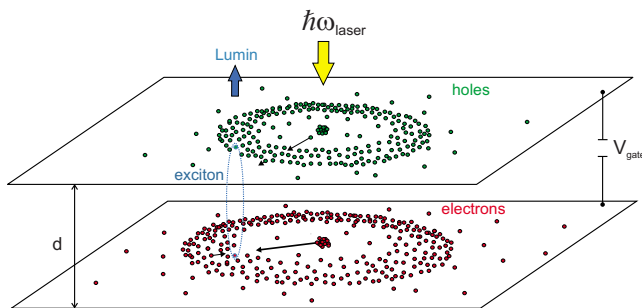 ℏω_laser
Lumin
holes
exciton
V_gate
electrons
d